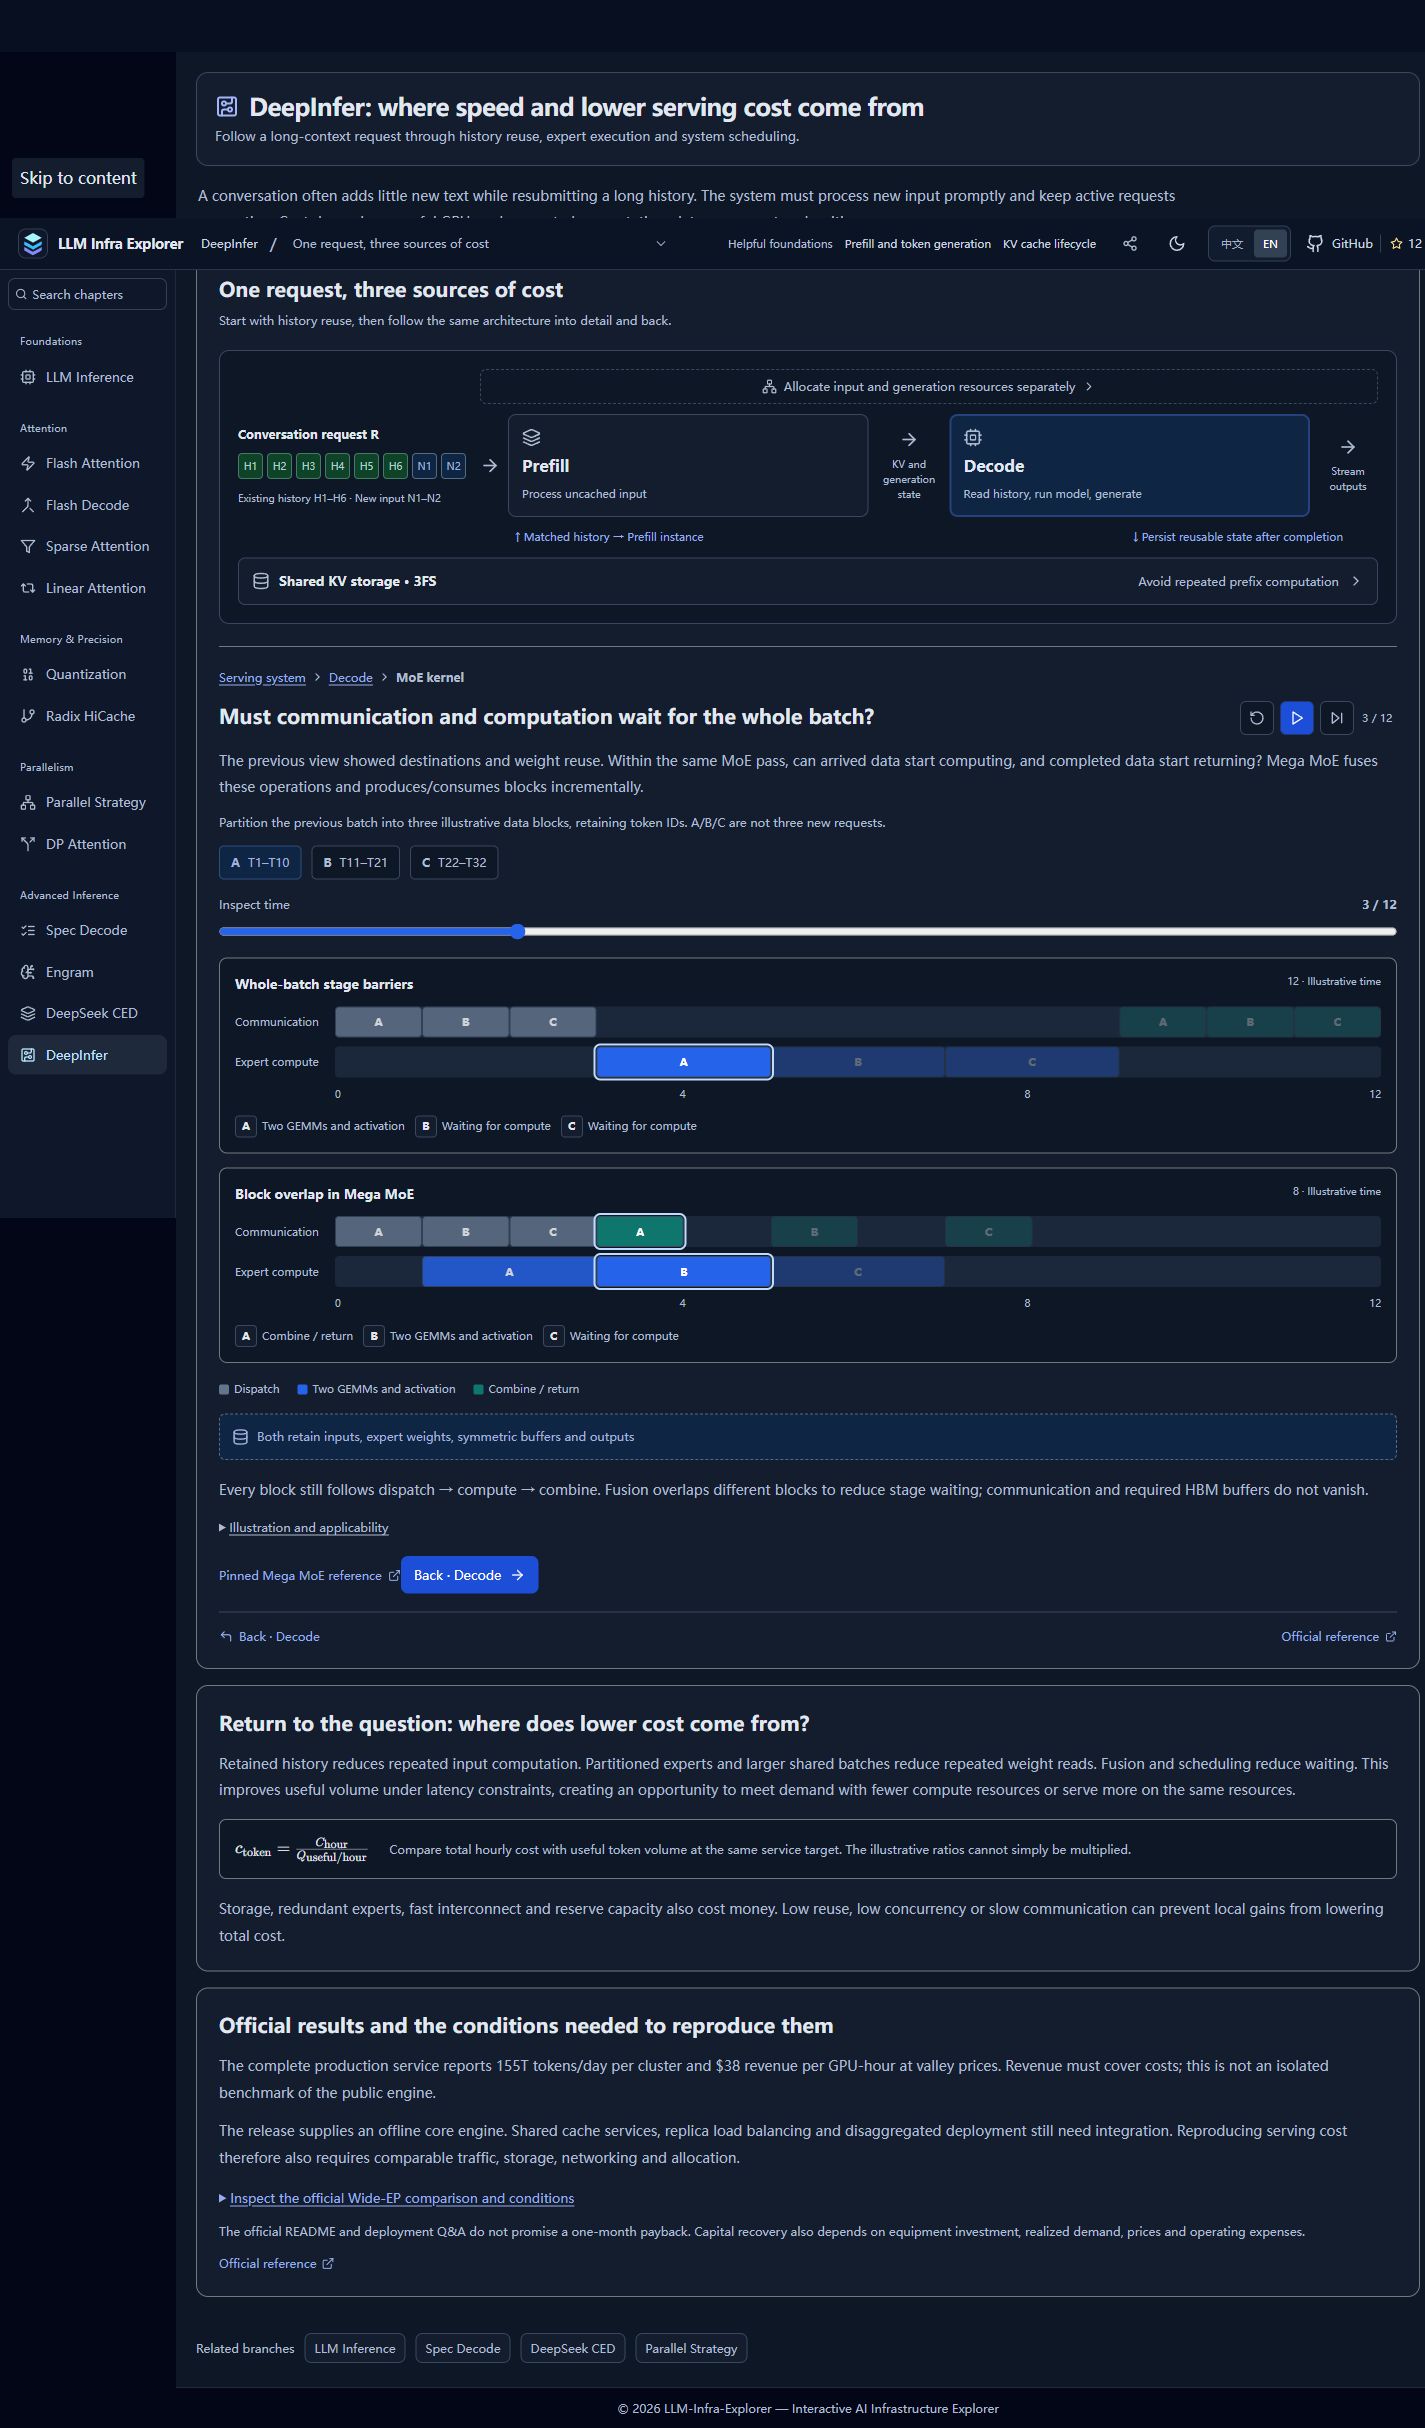 DeepInfer: where speed and lower serving cost come from
Follow a long-context request through history reuse, expert execution and system scheduling.
Skip to content
A conversation often adds little new text while resubmitting a long history. The system must process new input promptly and keep active requests
LLM Infra Explorer
DeepInfer / One request, three sources of cost
Helpful foundations Prefill and token generation KV cache lifecycle
中文 EN
GitHub
12
Search chapters
Foundations
LLM Inference
Attention
Flash Attention
Flash Decode
Sparse Attention
Linear Attention
Memory & Precision
Quantization
Radix HiCache
Parallelism
Parallel Strategy
DP Attention
Advanced Inference
Spec Decode
Engram
DeepSeek CED
DeepInfer
One request, three sources of cost
Start with history reuse, then follow the same architecture into detail and back.
Allocate input and generation resources separately
Conversation request R
H1 H2 H3 H4 H5 H6 N1 N2
Existing history H1–H6 · New input N1–N2
Prefill
Process uncached input
KV and
generation
state
Decode
Read history, run model, generate
Stream
outputs
↑ Matched history → Prefill instance
↓ Persist reusable state after completion
Shared KV storage • 3FS
Avoid repeated prefix computation
Serving system > Decode > MoE kernel
Must communication and computation wait for the whole batch?
3 / 12
The previous view showed destinations and weight reuse. Within the same MoE pass, can arrived data start computing, and completed data start returning? Mega MoE fuses
these operations and produces/consumes blocks incrementally.
Partition the previous batch into three illustrative data blocks, retaining token IDs. A/B/C are not three new requests.
A T1–T10
B T11–T21
C T22–T32
Inspect time
3 / 12
Whole-batch stage barriers
12 · Illustrative time
Communication A B C A B C
Expert compute A B C
0 4 8 12
A Two GEMMs and activation B Waiting for compute C Waiting for compute
Block overlap in Mega MoE
8 · Illustrative time
Communication A B C A B C
Expert compute A B C
0 4 8 12
A Combine / return B Two GEMMs and activation C Waiting for compute
Dispatch Two GEMMs and activation Combine / return
Both retain inputs, expert weights, symmetric buffers and outputs
Every block still follows dispatch → compute → combine. Fusion overlaps different blocks to reduce stage waiting; communication and required HBM buffers do not vanish.
Illustration and applicability
Pinned Mega MoE reference
Back · Decode →
Back · Decode
Official reference
Return to the question: where does lower cost come from?
Retained history reduces repeated input computation. Partitioned experts and larger shared batches reduce repeated weight reads. Fusion and scheduling reduce waiting. This
improves useful volume under latency constraints, creating an opportunity to meet demand with fewer compute resources or serve more on the same resources.
c_token = C_hour / Q_useful/hour
Compare total hourly cost with useful token volume at the same service target. The illustrative ratios cannot simply be multiplied.
Storage, redundant experts, fast interconnect and reserve capacity also cost money. Low reuse, low concurrency or slow communication can prevent local gains from lowering
total cost.
Official results and the conditions needed to reproduce them
The complete production service reports 155T tokens/day per cluster and $38 revenue per GPU-hour at valley prices. Revenue must cover costs; this is not an isolated
benchmark of the public engine.
The release supplies an offline core engine. Shared cache services, replica load balancing and disaggregated deployment still need integration. Reproducing serving cost
therefore also requires comparable traffic, storage, networking and allocation.
Inspect the official Wide-EP comparison and conditions
The official README and deployment Q&A do not promise a one-month payback. Capital recovery also depends on equipment investment, realized demand, prices and operating expenses.
Official reference
Related branches
LLM Inference
Spec Decode
DeepSeek CED
Parallel Strategy
© 2026 LLM-Infra-Explorer — Interactive AI Infrastructure Explorer